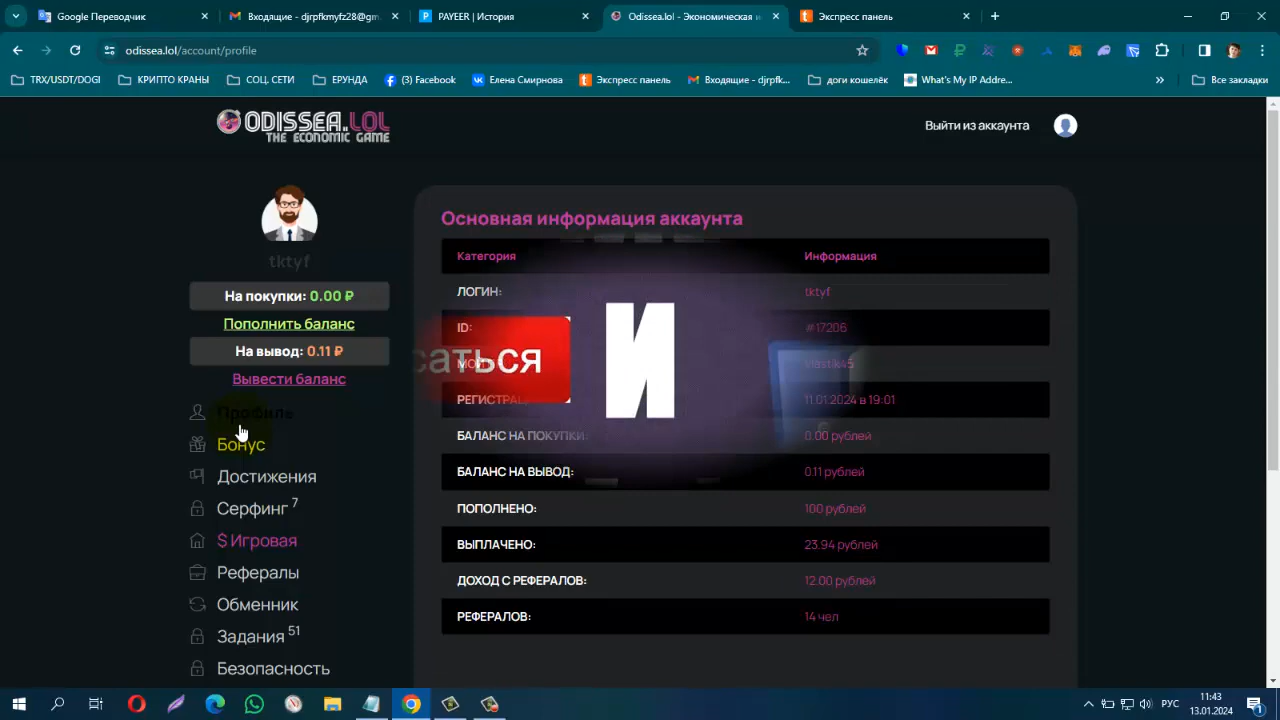 Google Переводчик
Входящие - djrpfkmyfz28@gm
PAYEER | История
Odissea.lol - Экономическая и
Экспресс панель
odissea.lol/account/profile
TRX/USDT/DOGI
КРИПТО КРАНЫ
СОЦ. СЕТИ
ЕРУНДА
(3) Facebook
Елена Смирнова
Экспресс панель
Входящие - djrpfk...
доги кошелёк
What's My IP Addre...
Все закладки
ODISSEA.LOL
THE ECONOMIC GAME
Выйти из аккаунта
tktyf
На покупки: 0.00 ₽
Пополнить баланс
На вывод: 0.11 ₽
Вывести баланс
Профиль
Бонус
Достижения
Серфинг 7
$ Игровая
Рефералы
Обменник
Задания 51
Безопасность
Основная информация аккаунта
Категория Информация
ЛОГИН: tktyf
ID: #17206
vlastik45
11.01.2024 в 19:01
БАЛАНС НА ПОКУПКИ: 0.00 рублей
БАЛАНС НА ВЫВОД: 0.11 рублей
ПОПОЛНЕНО: 100 рублей
ВЫПЛАЧЕНО: 23.94 рублей
ДОХОД С РЕФЕРАЛОВ: 12.00 рублей
РЕФЕРАЛОВ: 14 чел
саться
И
РУС
11:43
13.01.2024